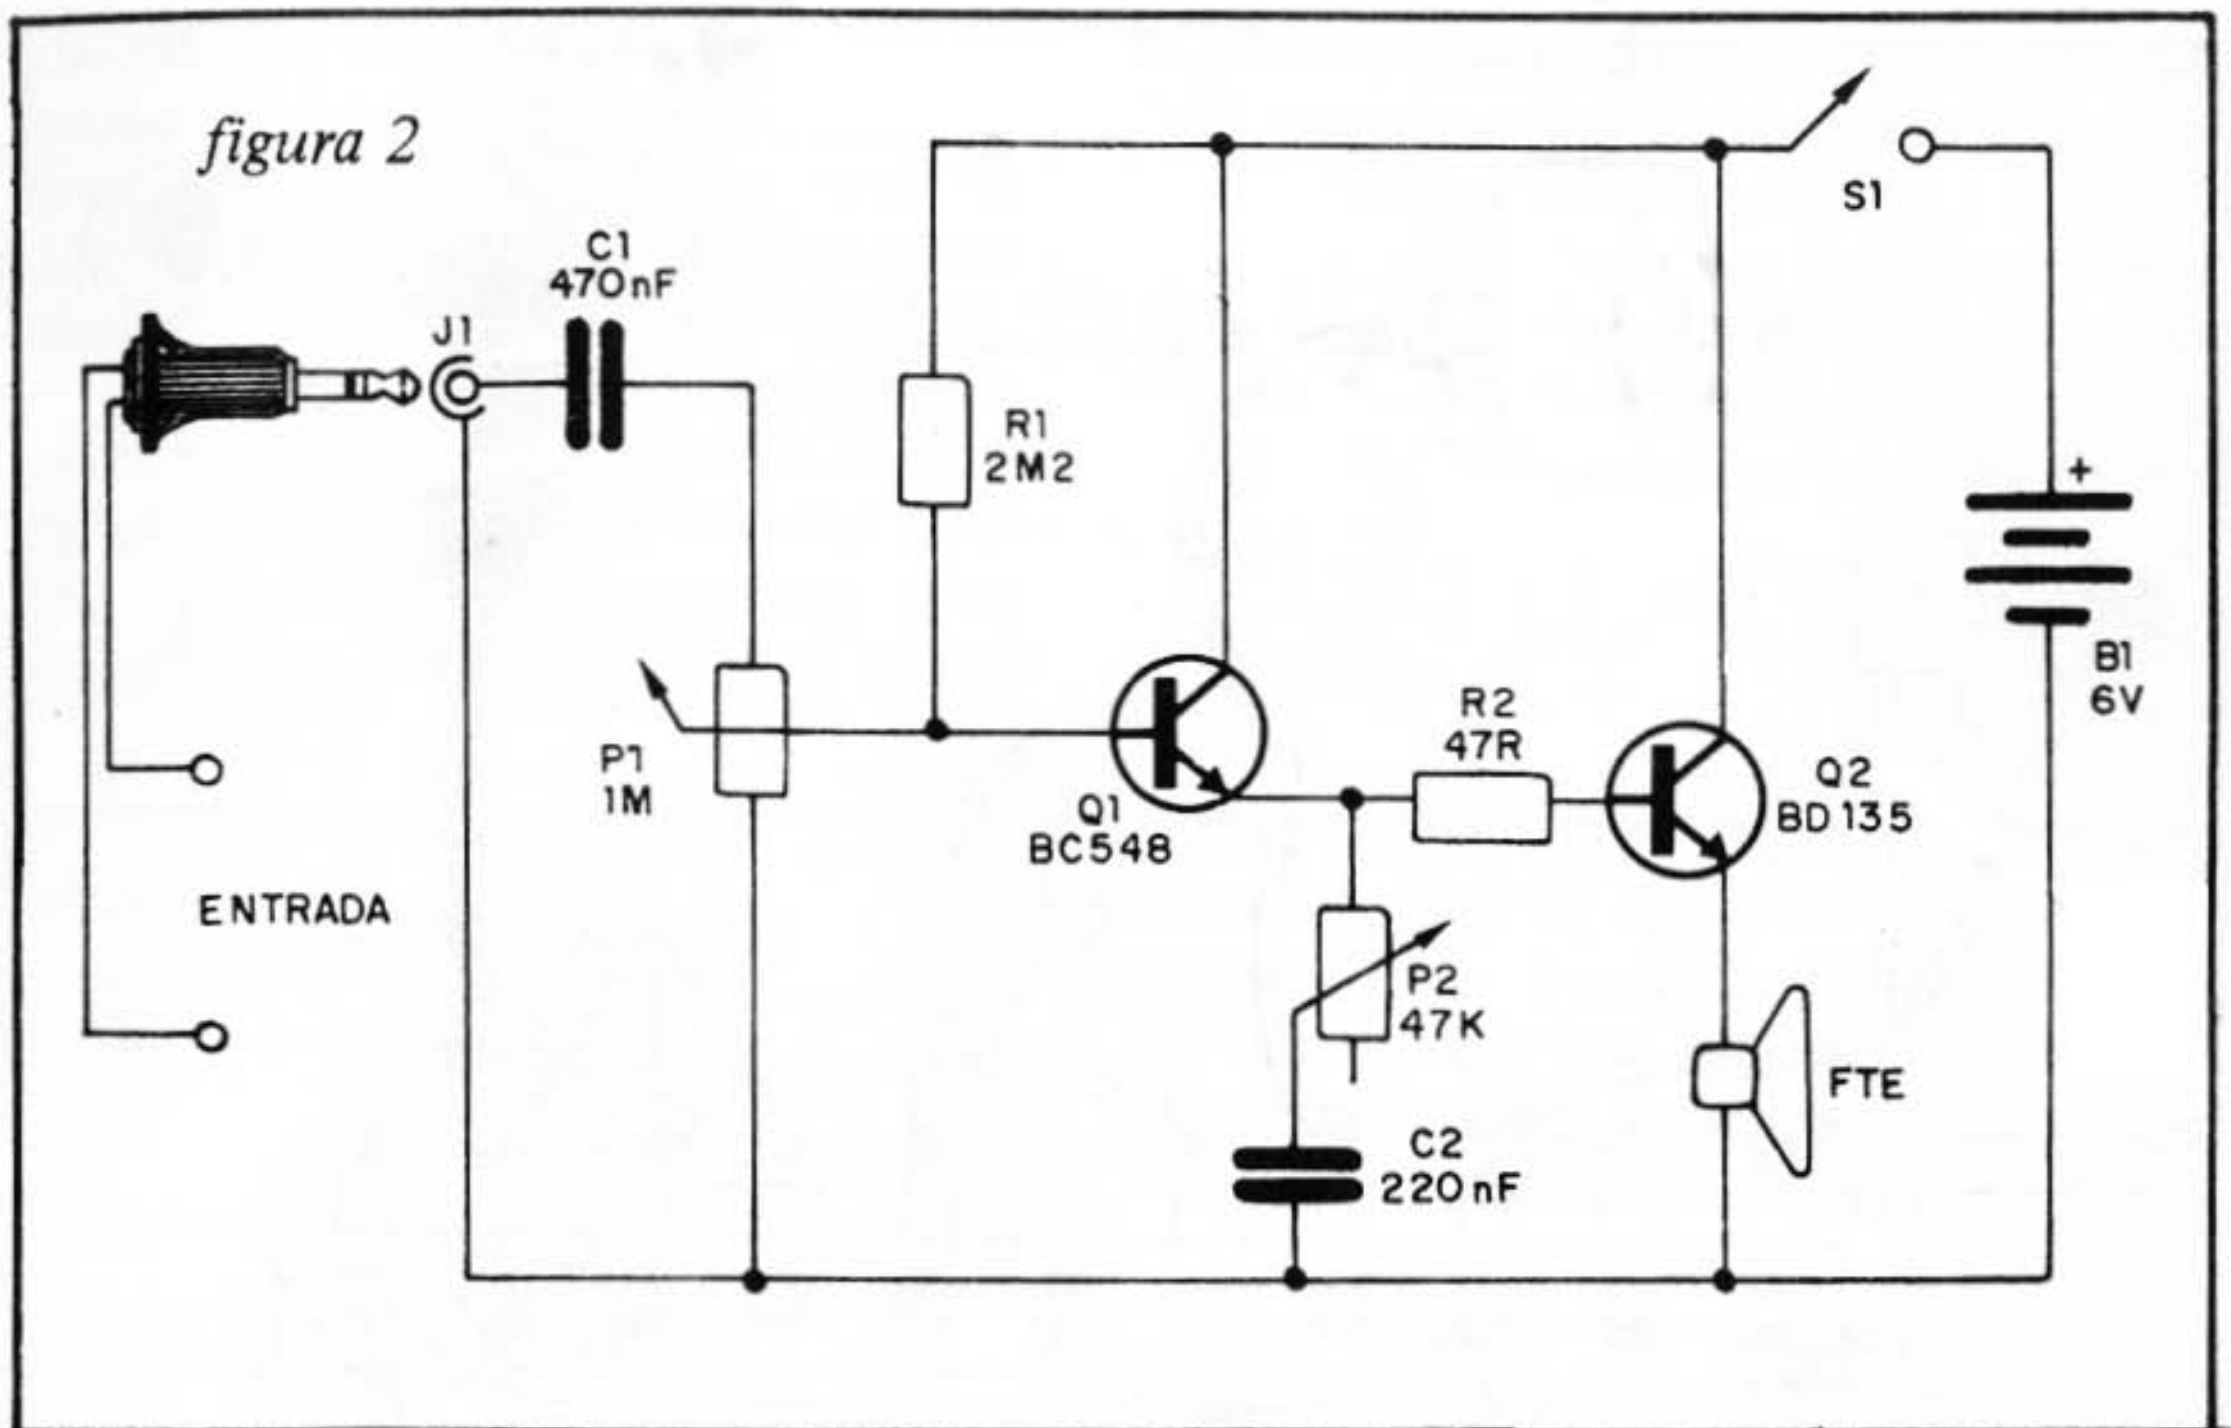 figura 2
S1
C1
470nF
J1
R1
2M2
+
B1
6V
P1
1M
R2
47R
Q1
BC548
Q2
BD135
ENTRADA
P2
47K
FTE
C2
220nF